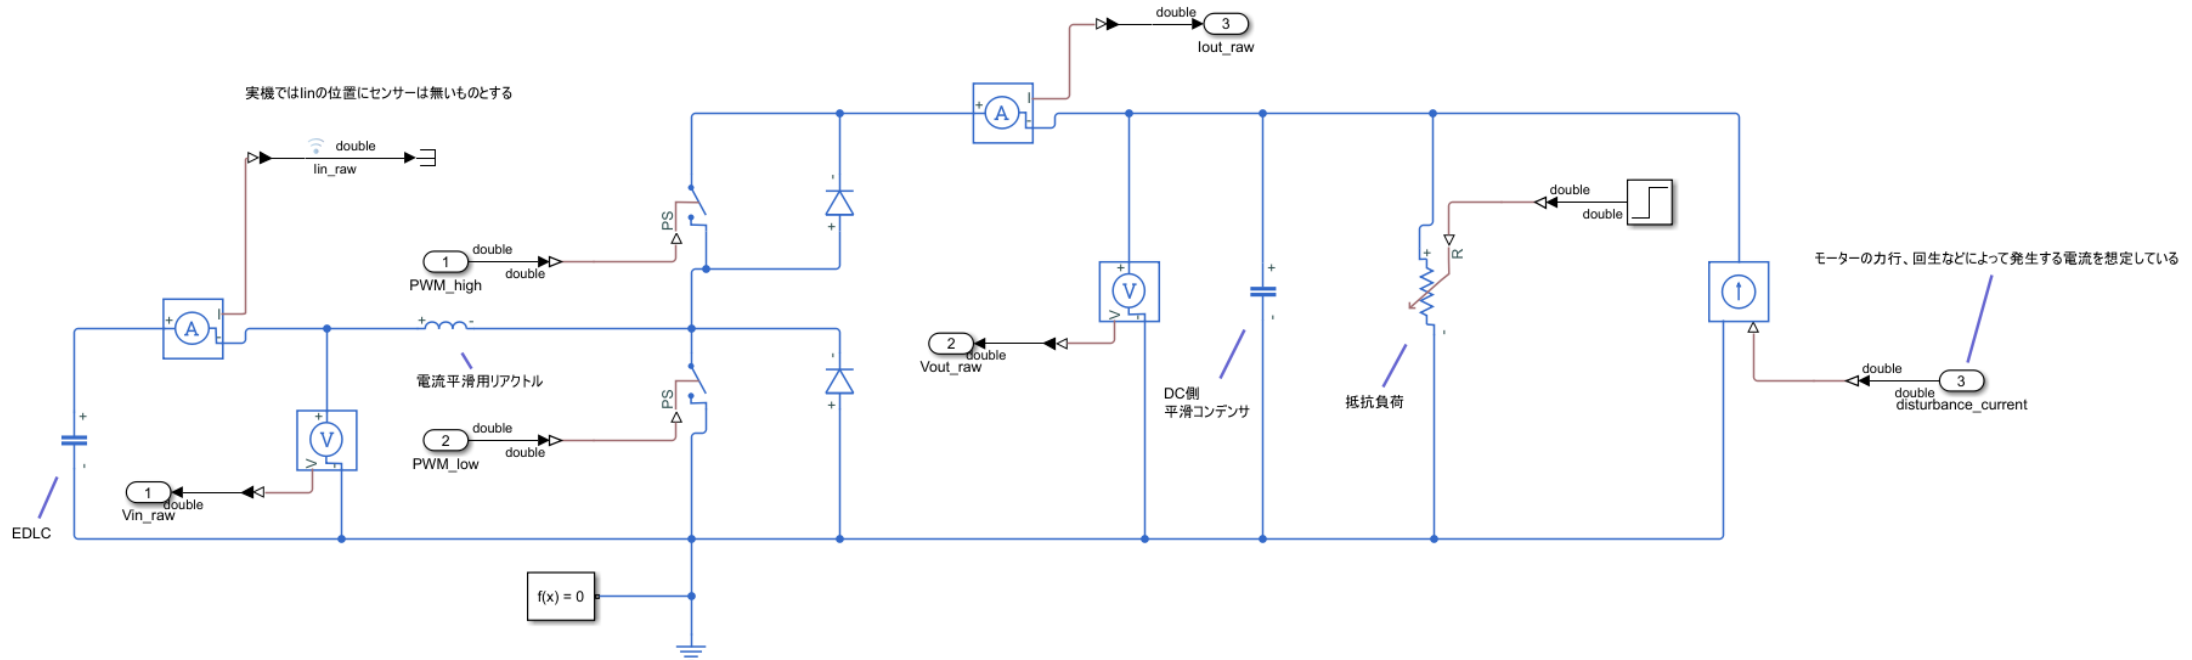 double
3
Iout_raw
実機ではIinの位置にセンサーは無いものとする
+
A
I
-
double
Iin_raw
-
+
PS
double
double
double
R
+
-
1
double
PWM_high
double
モーターの力行、回生などによって発生する電流を想定している
+
V
V
-
+
-
+
A
I
-
+
-
2
double
Vout_raw
電流平滑用リアクトル
-
+
PS
DC側
平滑コンデンサ
抵抗負荷
double
3
double
disturbance_current
+
-
+
V
V
-
2
double
PWM_low
double
1
double
Vin_raw
EDLC
f(x) = 0